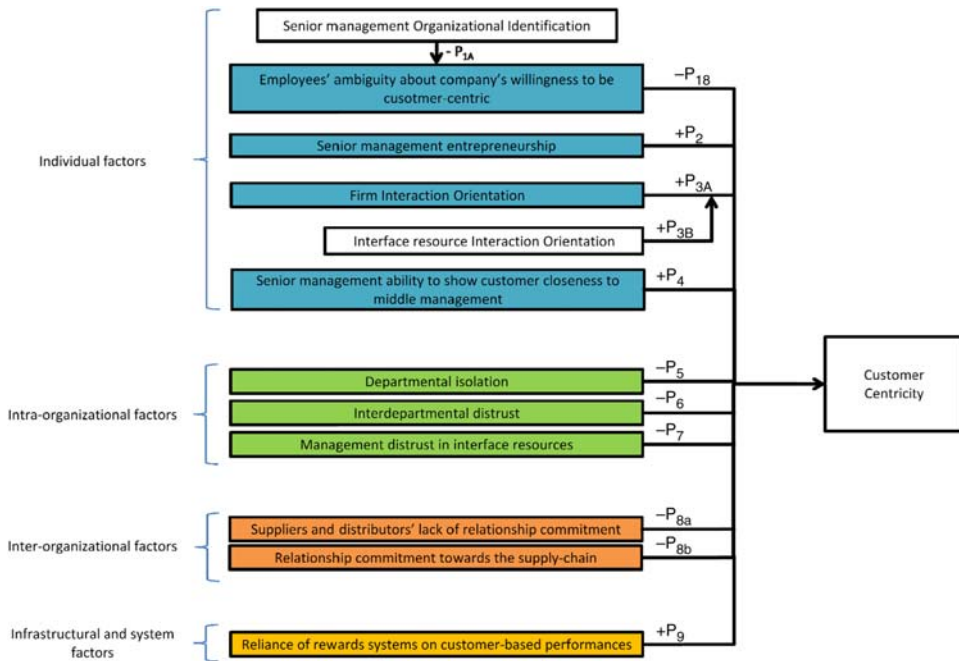 Senior management Organizational Identification
- P1A
Employees' ambiguity about company's willingness to be
cusotmer-centric
–P18
Senior management entrepreneurship
+P2
Individual factors
Firm Interaction Orientation
+P3A
Interface resource Interaction Orientation
+P3B
Senior management ability to show customer closeness to
middle management
+P4
Customer
Centricity
Departmental isolation
–P5
Intra-organizational factors
Interdepartmental distrust
–P6
Management distrust in interface resources
–P7
Suppliers and distributors' lack of relationship commitment
–P8a
Inter-organizational factors
Relationship commitment towards the supply-chain
–P8b
Infrastructural and system
factors
Reliance of rewards systems on customer-based performances
+P9